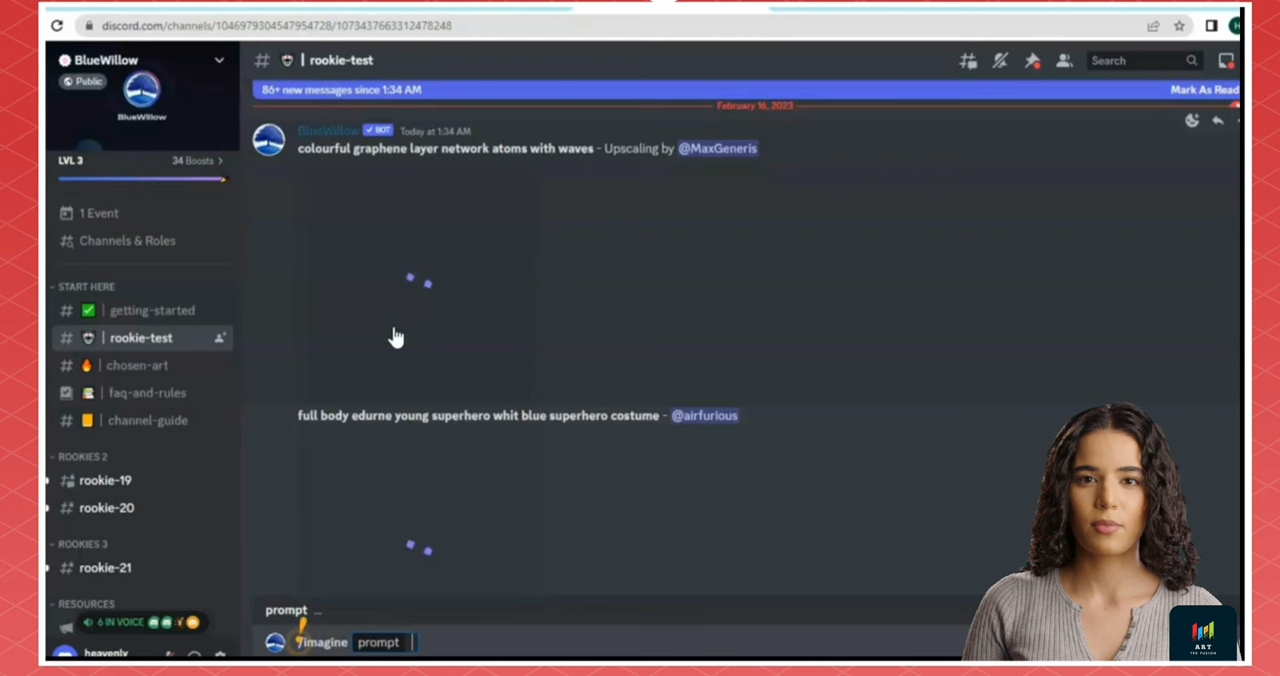 discord.com/channels/1046979304547954728/1073437663312478248
BlueWillow
Public
BlueWillow
LVL 3
34 Boosts >
1 Event
Channels & Roles
START HERE
getting-started
rookie-test
chosen-art
faq-and-rules
channel-guide
ROOKIES 2
rookie-19
rookie-20
ROOKIES 3
rookie-21
RESOURCES
6 IN VOICE
heavenly
# | rookie-test
Search
86+ new messages since 1:34 AM
Mark As Read
February 16, 2023
BlueWillow ✓ BOT Today at 1:34 AM
colourful graphene layer network atoms with waves - Upscaling by @MaxGeneris
full body edurne young superhero whit blue superhero costume - @airfurious
prompt ...
/imagine prompt
ART
TEK FUSION